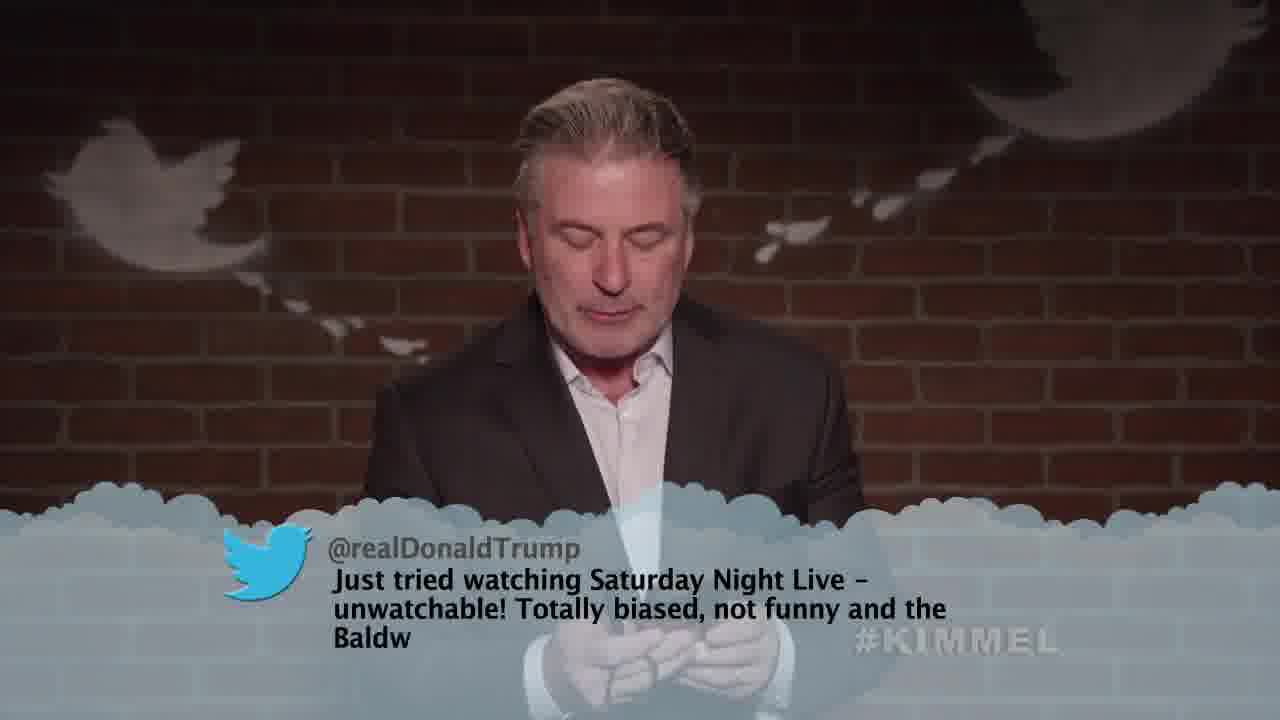 @realDonaldTrump
Just tried watching Saturday Night Live –
unwatchable! Totally biased, not funny and the
Baldw
#KIMMEL